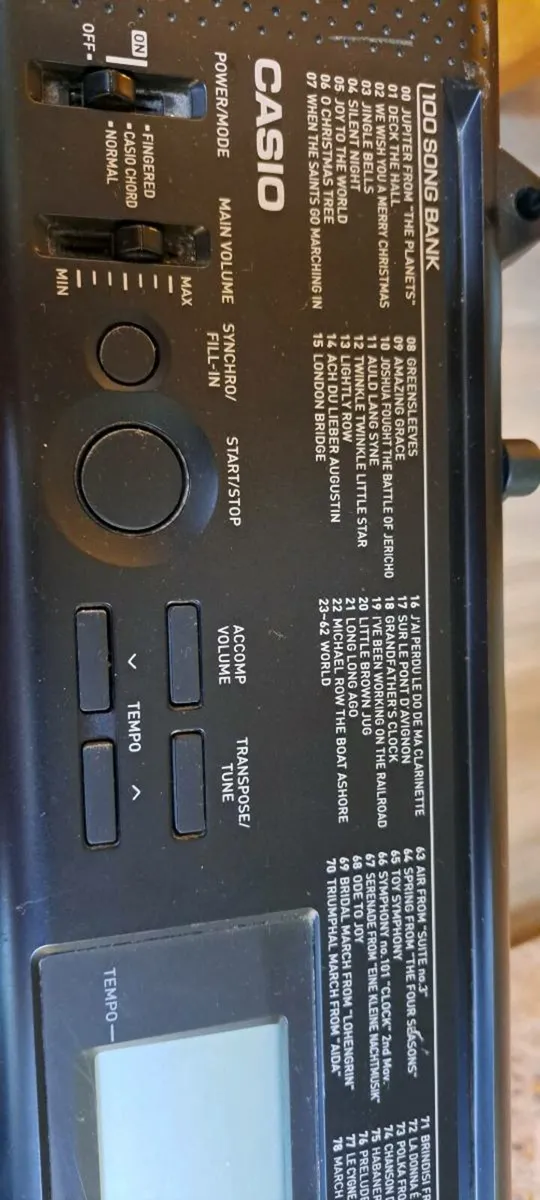 100 SONG BANK
00 JUPITER FROM "THE PLANETS"
01 DECK THE HALL
02 WE WISH YOU A MERRY CHRISTMAS
03 JINGLE BELLS
04 SILENT NIGHT
05 JOY TO THE WORLD
06 O CHRISTMAS TREE
07 WHEN THE SAINTS GO MARCHING IN
08 GREENSLEEVES
09 AMAZING GRACE
10 JOSHUA FOUGHT THE BATTLE OF JERICHO
11 AULD LANG SYNE
12 TWINKLE TWINKLE LITTLE STAR
13 LIGHTLY ROW
14 ACH DU LIEBER AUGUSTIN
15 LONDON BRIDGE
16 J'AI PERDU LE DO DE MA CLARINETTE
17 SUR LE PONT D'AVIGNON
18 GRANDFATHER'S CLOCK
19 I'VE BEEN WORKING ON THE RAILROAD
20 LITTLE BROWN JUG
21 LONG LONG AGO
22 MICHAEL ROW THE BOAT ASHORE
23-62 WORLD
63 AIR FROM "SUITE no.3"
64 SPRING FROM "THE FOUR SEASONS"
65 TOY SYMPHONY
66 SYMPHONY no.101 "CLOCK" 2nd Mov.
67 SERENADE FROM "EINE KLEINE NACHTMUSIK"
68 ODE TO JOY
69 BRIDAL MARCH FROM "LOHENGRIN"
70 TRIUMPHAL MARCH FROM "AIDA"
71 BRINDISI F
72 LA DONNA È
73 POLKA FR
74 CHANSON
75 HABANE
76 PRELUD
77 LE CYGNE
78 MARCH
CASIO
POWER/MODE
MAIN VOLUME
SYNCHRO/
FILL-IN
START/STOP
ACCOMP
VOLUME
TRANSPOSE/
TUNE
ON
OFF
FINGERED
CASIO CHORD
NORMAL
MAX
MIN
TEMPO
TEMPO